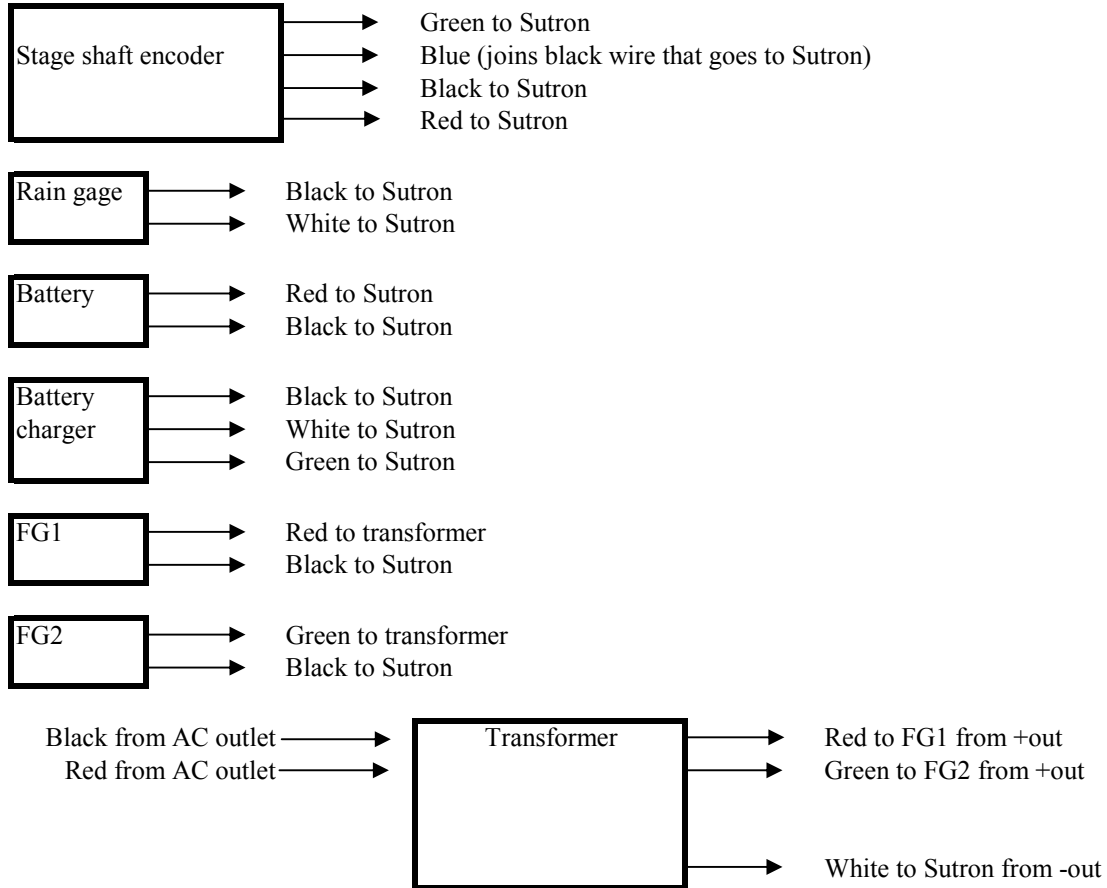 Stage shaft encoder
Green to Sutron
Blue (joins black wire that goes to Sutron)
Black to Sutron
Red to Sutron
Rain gage
Black to Sutron
White to Sutron
Battery
Red to Sutron
Black to Sutron
Battery
charger
Black to Sutron
White to Sutron
Green to Sutron
FG1
Red to transformer
Black to Sutron
FG2
Green to transformer
Black to Sutron
Black from AC outlet
Red from AC outlet
Transformer
Red to FG1 from +out
Green to FG2 from +out
White to Sutron from -out